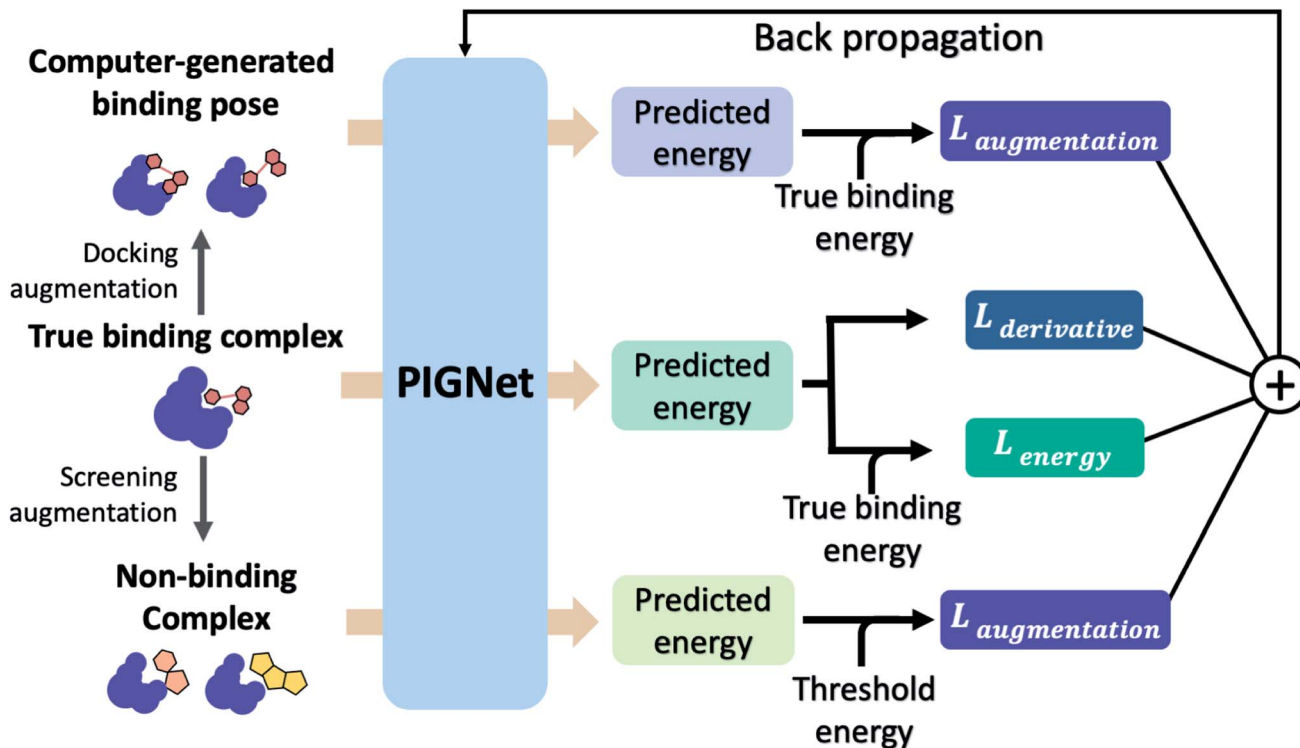 Back propagation
Computer-generated
binding pose
Docking
augmentation
True binding complex
Screening
augmentation
Non-binding
Complex
PIGNet
Predicted
energy
True binding
energy
L augmentation
Predicted
energy
L derivative
L energy
True binding
energy
Predicted
energy
Threshold
energy
L augmentation
+